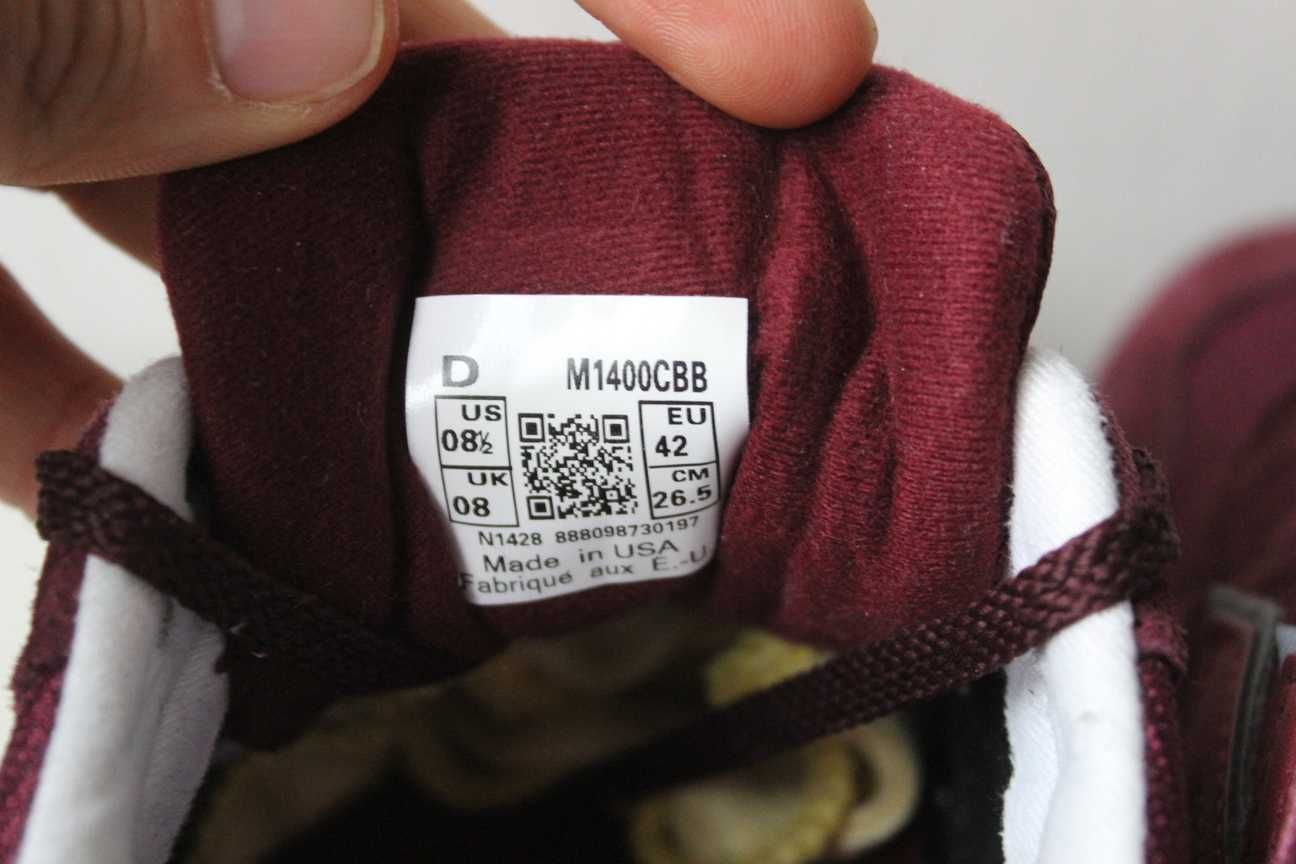 D M1400CBB
US EU
08½ 42
UK CM
08 26.5
N1428 888098730197
Made in USA
Fabriqué aux E.-U